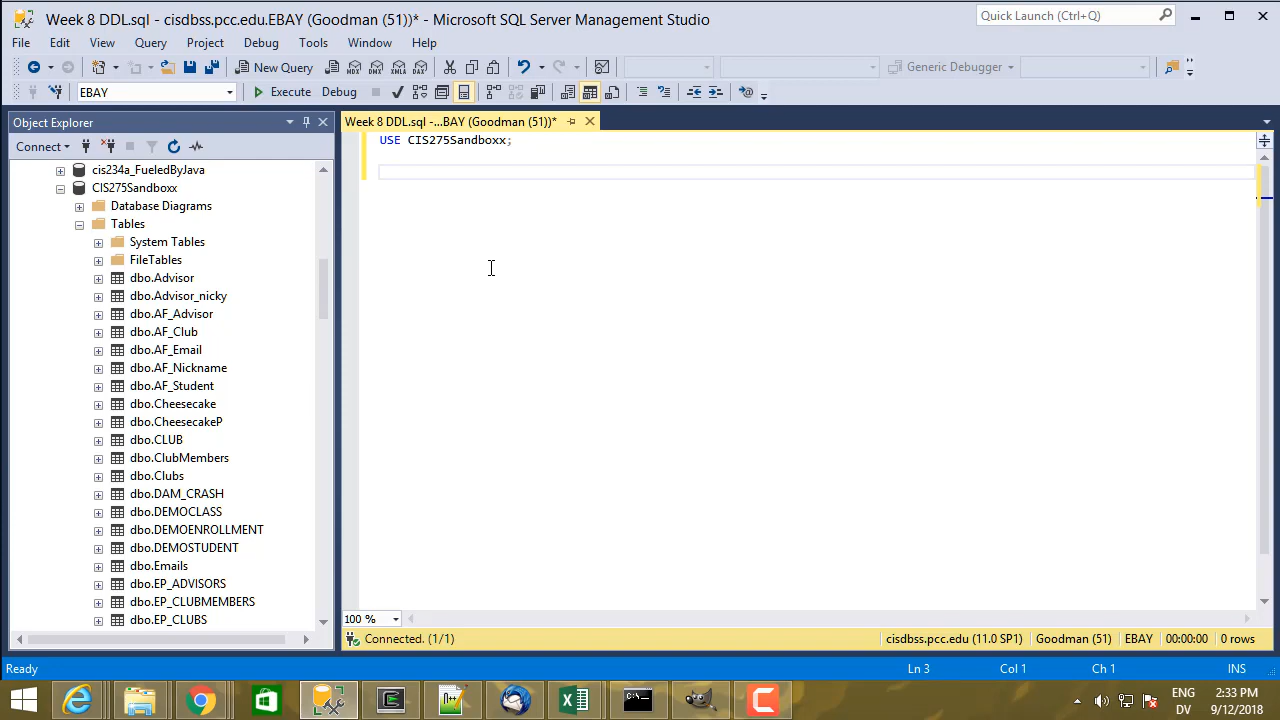 Week 8 DDL.sql - cisdbss.pcc.edu.EBAY (Goodman (51))* - Microsoft SQL Server Management Studio
Quick Launch (Ctrl+Q)
File Edit View Query Project Debug Tools Window Help
New Query
MDX DMX XMLA DAX
Generic Debugger
EBAY
Execute Debug
Object Explorer
Week 8 DDL.sql -...BAY (Goodman (51))*
Connect
USE CIS275Sandboxx;
cis234a_FueledByJava
CIS275Sandboxx
Database Diagrams
Tables
System Tables
FileTables
dbo.Advisor
dbo.Advisor_nicky
dbo.AF_Advisor
dbo.AF_Club
dbo.AF_Email
dbo.AF_Nickname
dbo.AF_Student
dbo.Cheesecake
dbo.CheesecakeP
dbo.CLUB
dbo.ClubMembers
dbo.Clubs
dbo.DAM_CRASH
dbo.DEMOCLASS
dbo.DEMOENROLLMENT
dbo.DEMOSTUDENT
dbo.Emails
dbo.EP_ADVISORS
dbo.EP_CLUBMEMBERS
dbo.EP_CLUBS
100 %
Connected. (1/1)
cisdbss.pcc.edu (11.0 SP1) Goodman (51) EBAY 00:00:00 0 rows
Ready
Ln 3 Col 1 Ch 1 INS
ENG
DV
2:33 PM
9/12/2018